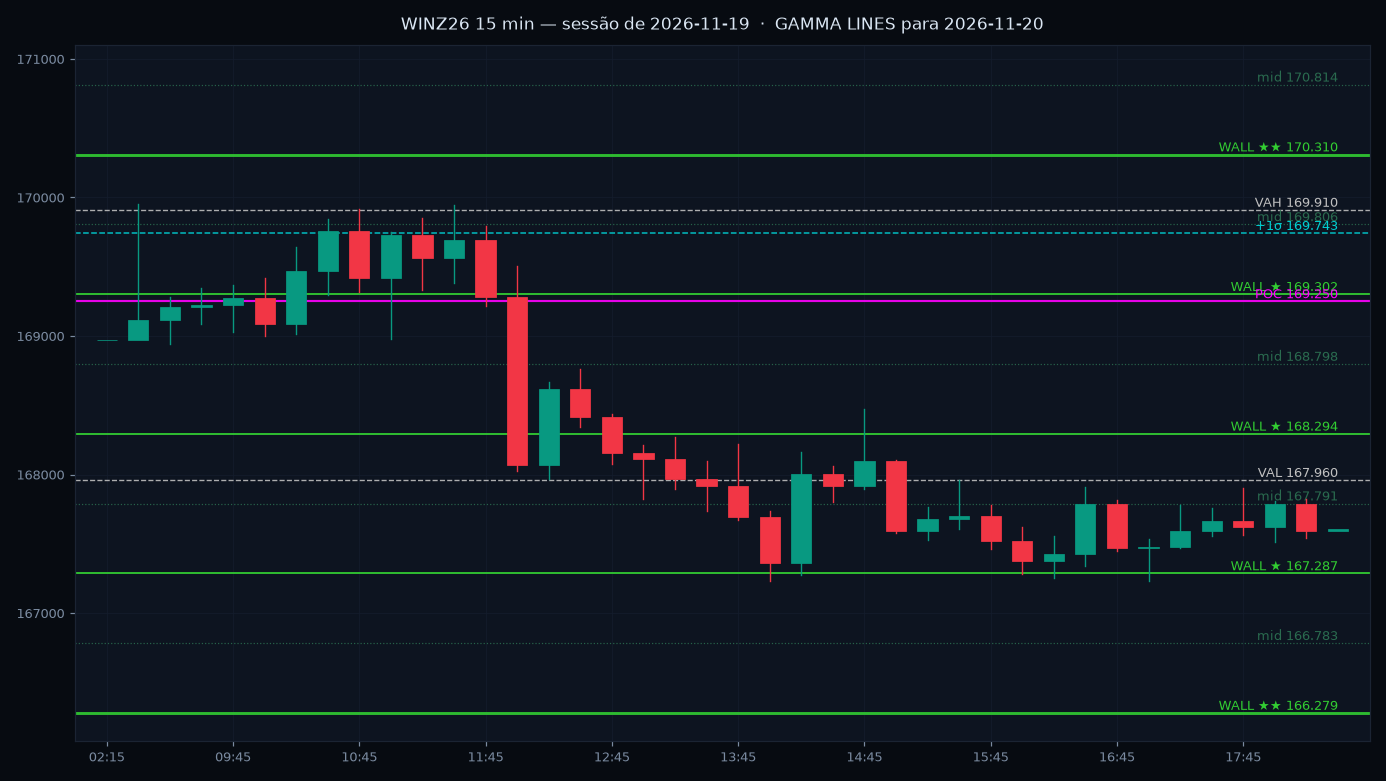 WINZ26 15 min — sessão de 2026-11-19 · GAMMA LINES para 2026-11-20
171000
mid 170.814
WALL ★★ 170.310
170000
VAH 169.910
mid 169.806
+1σ 169.743
WALL ★ 169.302
POC 169.250
169000
mid 168.798
WALL ★ 168.294
168000
VAL 167.960
mid 167.791
WALL ★ 167.287
167000
mid 166.783
WALL ★★ 166.279
02:15 09:45 10:45 11:45 12:45 13:45 14:45 15:45 16:45 17:45